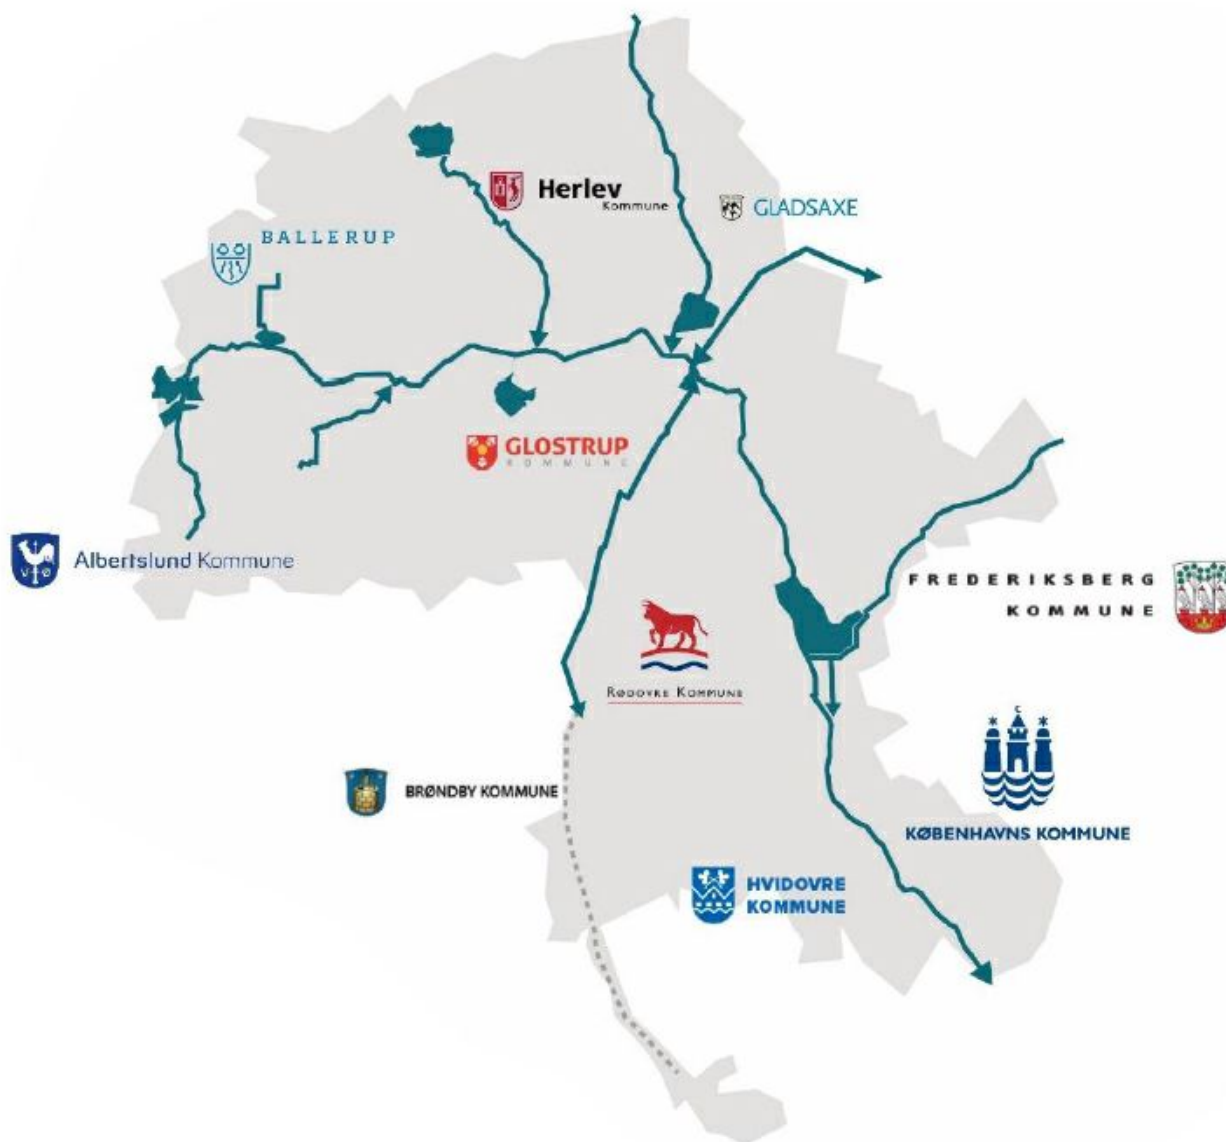 Herlev
Kommune
GLADSAXE
BALLERUP
GLOSTRUP
KOMMUNE
Albertslund Kommune
FREDERIKSBERG
KOMMUNE
RØDOVRE KOMMUNE
BRØNDBY KOMMUNE
KØBENHAVNS KOMMUNE
HVIDOVRE
KOMMUNE